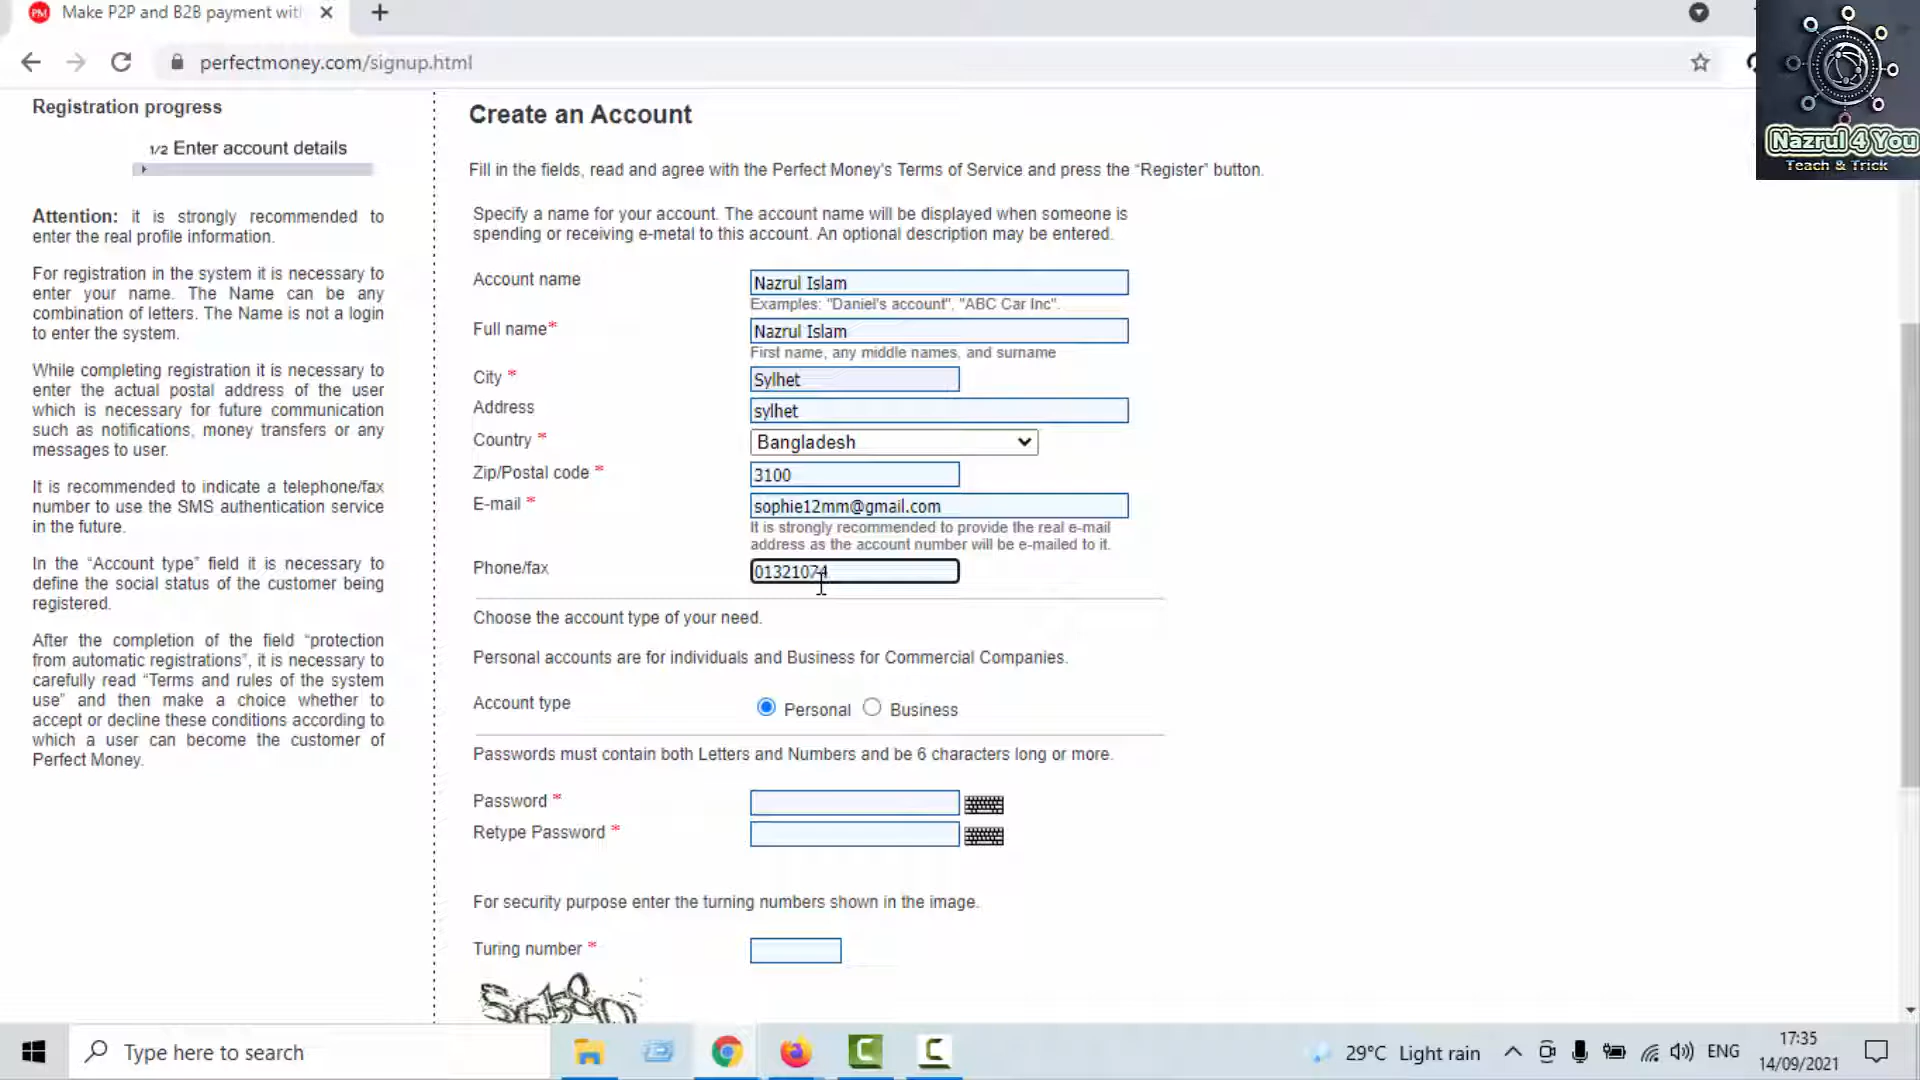 Make P2P and B2B payment with
perfectmoney.com/signup.html
Nazrul 4 You
Teach & Trick
Registration progress
1/2 Enter account details
Attention: it is strongly recommended to
enter the real profile information.
For registration in the system it is necessary to
enter your name. The Name can be any
combination of letters. The Name is not a login
to enter the system.
While completing registration it is necessary to
enter the actual postal address of the user
which is necessary for future communication
such as notifications, money transfers or any
messages to user.
It is recommended to indicate a telephone/fax
number to use the SMS authentication service
in the future.
In the “Account type” field it is necessary to
define the social status of the customer being
registered.
After the completion of the field “protection
from automatic registrations”, it is necessary to
carefully read “Terms and rules of the system
use” and then make a choice whether to
accept or decline these conditions according to
which a user can become the customer of
Perfect Money.
Create an Account
Fill in the fields, read and agree with the Perfect Money's Terms of Service and press the “Register” button.
Specify a name for your account. The account name will be displayed when someone is
spending or receiving e-metal to this account. An optional description may be entered.
Account name Nazrul Islam
Examples: "Daniel's account", "ABC Car Inc".
Full name* Nazrul Islam
First name, any middle names, and surname
City * Sylhet
Address sylhet
Country * Bangladesh
Zip/Postal code * 3100
E-mail * sophie12mm@gmail.com
It is strongly recommended to provide the real e-mail
address as the account number will be e-mailed to it.
Phone/fax 01321074
Choose the account type of your need.
Personal accounts are for individuals and Business for Commercial Companies.
Account type Personal Business
Passwords must contain both Letters and Numbers and be 6 characters long or more.
Password *
Retype Password *
For security purpose enter the turning numbers shown in the image.
Turing number *
Type here to search
29°C Light rain
ENG
17:35
14/09/2021